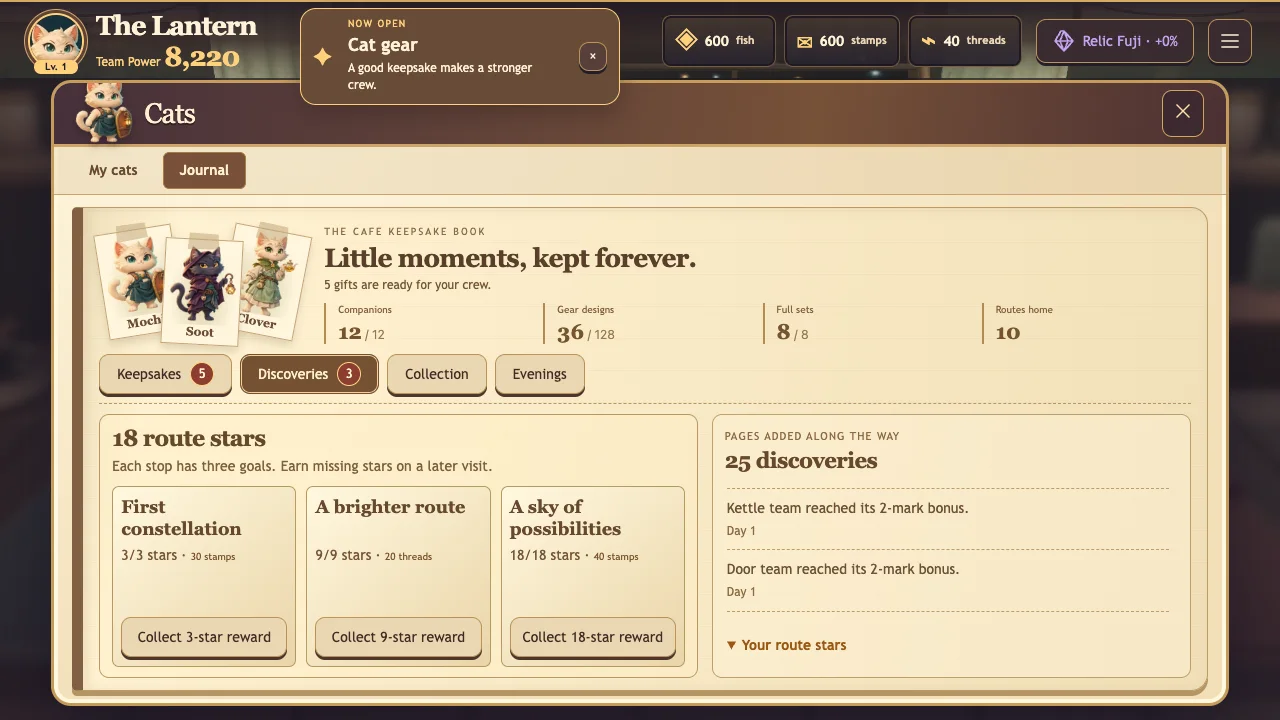 The Lantern
Team Power 8,220
Lv. 1
NOW OPEN
Cat gear
A good keepsake makes a stronger
crew.
×
600 fish
600 stamps
40 threads
Relic Fuji · +0%
Cats
My cats
Journal
Soot
Clover
THE CAFE KEEPSAKE BOOK
Little moments, kept forever.
5 gifts are ready for your crew.
Companions
12 / 12
Gear designs
36 / 128
Full sets
8 / 8
Routes home
10
Keepsakes 5
Discoveries 3
Collection
Evenings
18 route stars
Each stop has three goals. Earn missing stars on a later visit.
First
constellation
3/3 stars · 30 stamps
Collect 3-star reward
A brighter route
9/9 stars · 20 threads
Collect 9-star reward
A sky of
possibilities
18/18 stars · 40 stamps
Collect 18-star reward
PAGES ADDED ALONG THE WAY
25 discoveries
Kettle team reached its 2-mark bonus.
Day 1
Door team reached its 2-mark bonus.
Day 1
▼ Your route stars